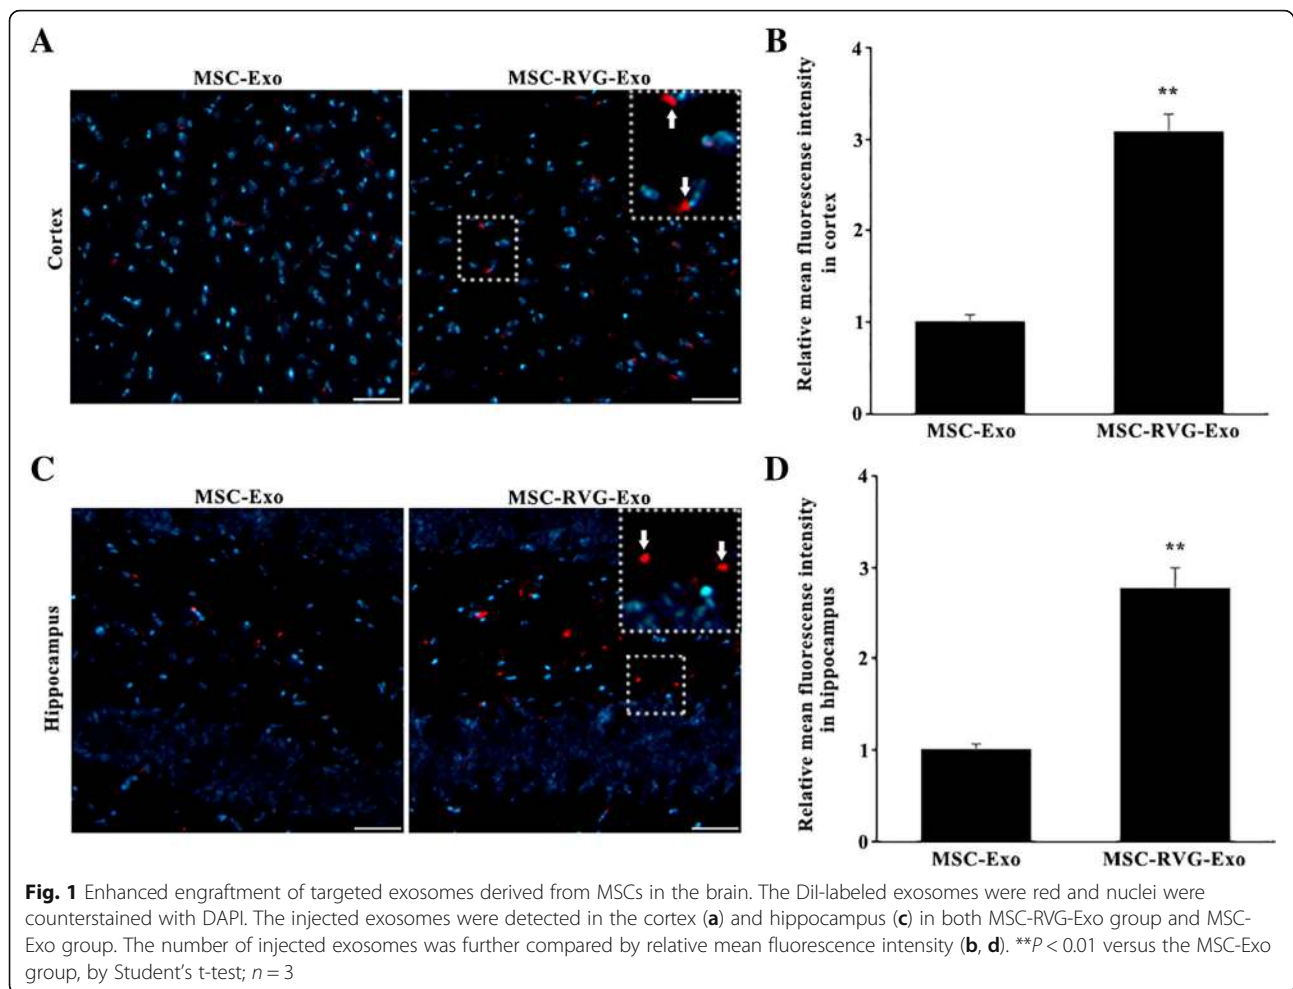 A
MSC-Exo
MSC-RVG-Exo
Cortex
B
Relative mean fluorescense intensity
in cortex
4
3
2
1
0
**
MSC-Exo
MSC-RVG-Exo
C
MSC-Exo
MSC-RVG-Exo
Hippocampus
D
Relative mean fluorescense intensity
in hippocampus
4
3
2
1
0
**
MSC-Exo
MSC-RVG-Exo
Fig. 1 Enhanced engraftment of targeted exosomes derived from MSCs in the brain. The DiI-labeled exosomes were red and nuclei were
counterstained with DAPI. The injected exosomes were detected in the cortex (a) and hippocampus (c) in both MSC-RVG-Exo group and MSC-
Exo group. The number of injected exosomes was further compared by relative mean fluorescence intensity (b, d). **P < 0.01 versus the MSC-Exo
group, by Student's t-test; n = 3